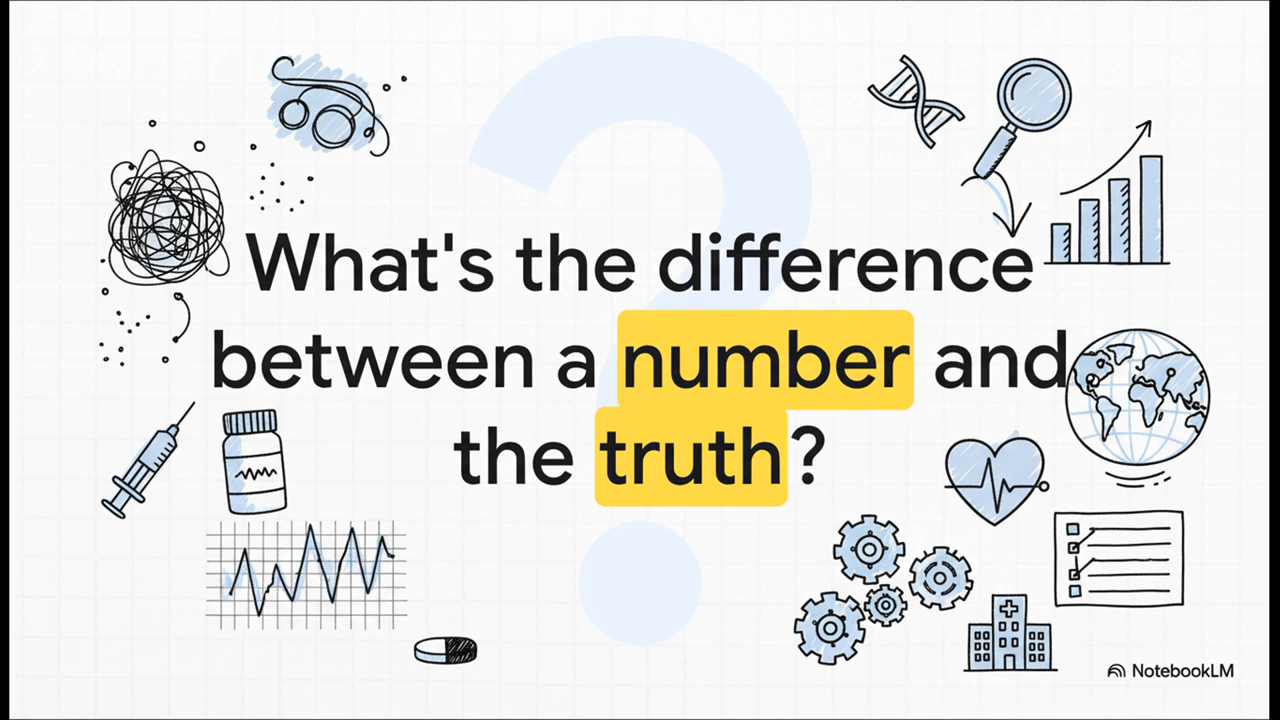 What's the difference
between a number and
the truth?
NotebookLM